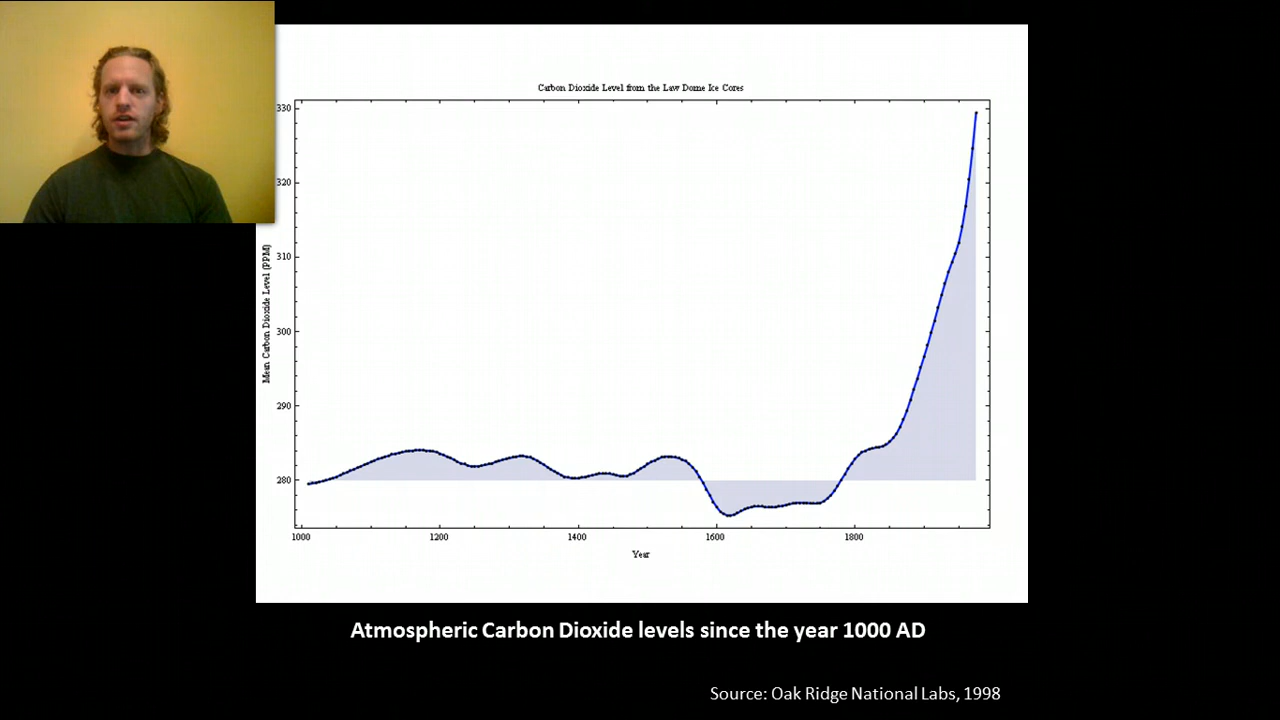 Carbon Dioxide Level from the Law Dome Ice Cores
330
320
310
300
290
280
Mean Carbon Dioxide Level (PPM)
1000 1200 1400 1600 1800
Year
Atmospheric Carbon Dioxide levels since the year 1000 AD
Source: Oak Ridge National Labs, 1998